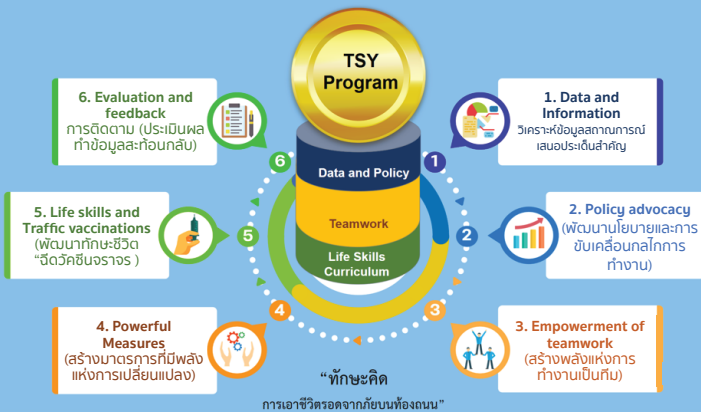 TSY
Program
Data and Policy
Teamwork
Life Skills
Curriculum
1. Data and
Information
วิเคราะห์ข้อมูลสถานการณ์
เสนอประเด็นสำคัญ
2. Policy advocacy
(พัฒนานโยบายและการ
ขับเคลื่อนกลไกการ
ทำงาน)
3. Empowerment of
teamwork
(สร้างพลังแห่งการ
ทำงานเป็นทีม)
4. Powerful
Measures
(สร้างมาตรการที่มีพลัง
แห่งการเปลี่ยนแปลง)
5. Life skills and
Traffic vaccinations
(พัฒนาทักษะชีวิต
“ฉีดวัคซีนจราจร )
6. Evaluation and
feedback
การติดตาม (ประเมินผล
ทำข้อมูลสะท้อนกลับ)
1
2
3
4
5
6
“ทักษะคิด
การเอาชีวิตรอดจากภัยบนท้องถนน”